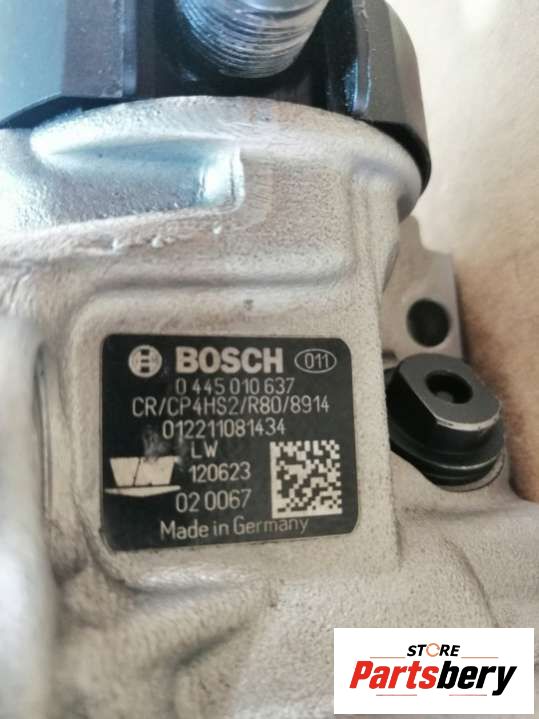 BOSCH 011
0 445 010 637
CR/CP4HS2/R80/8914
012211081434
LW
120623
02 0067
Made in Germany
STORE
Partsbery